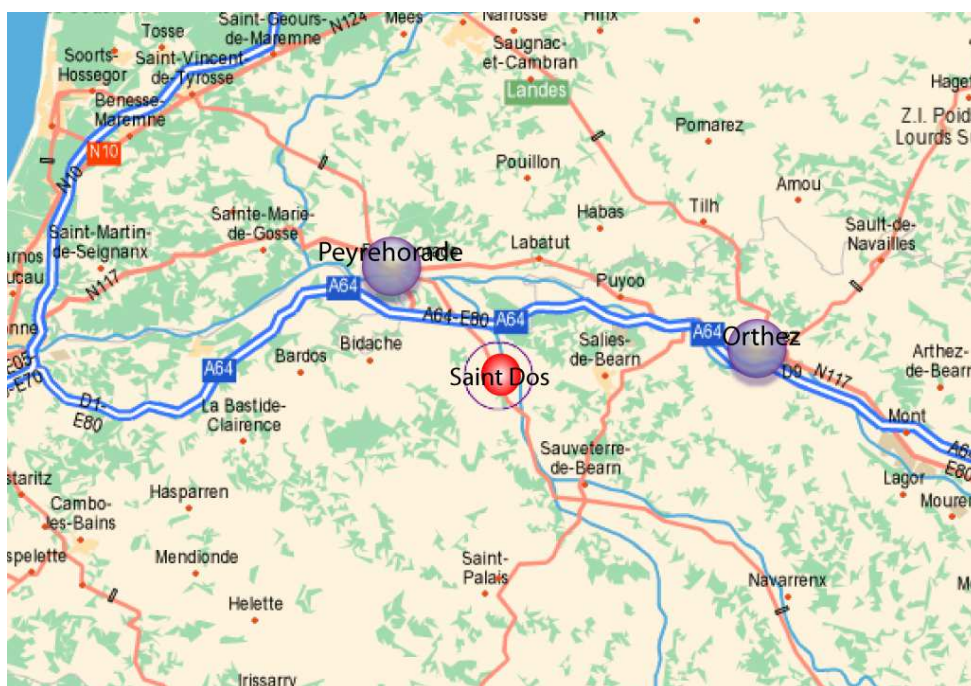 Tosse
Saint-Geours-
de-Maremne
N124
Mees
Narrosse
Hinx
Soorts-
Hossegor
Saint-Vincent-
de-Tyrosse
Saugnac-
et-Cambran
Landes
Benesse-
Maremne
N10
N10
Pomarez
Z.I. Poid
Lourds S
Pouillon
Amou
Sainte-Marie-
de-Gosse
Habas
Tilh
Sault-de-
Navailles
Saint-Martin-
de-Seignanx
Peyrehorade
Labatut
N117
Puyoo
A64
A64-E80
A64
A64
Orthez
Bardos
Bidache
Salies-
de-Bearn
Arthez-
de-Bearn
A64
Saint Dos
N117
E70
D1-
E80
La Bastide-
Clairence
Mont
Sauveterre-
de-Bearn
E80
Lagor
Hasparren
Cambo-
les-Bains
Mendionde
Saint-
Palais
Navarrenx
Helette
Irissarry